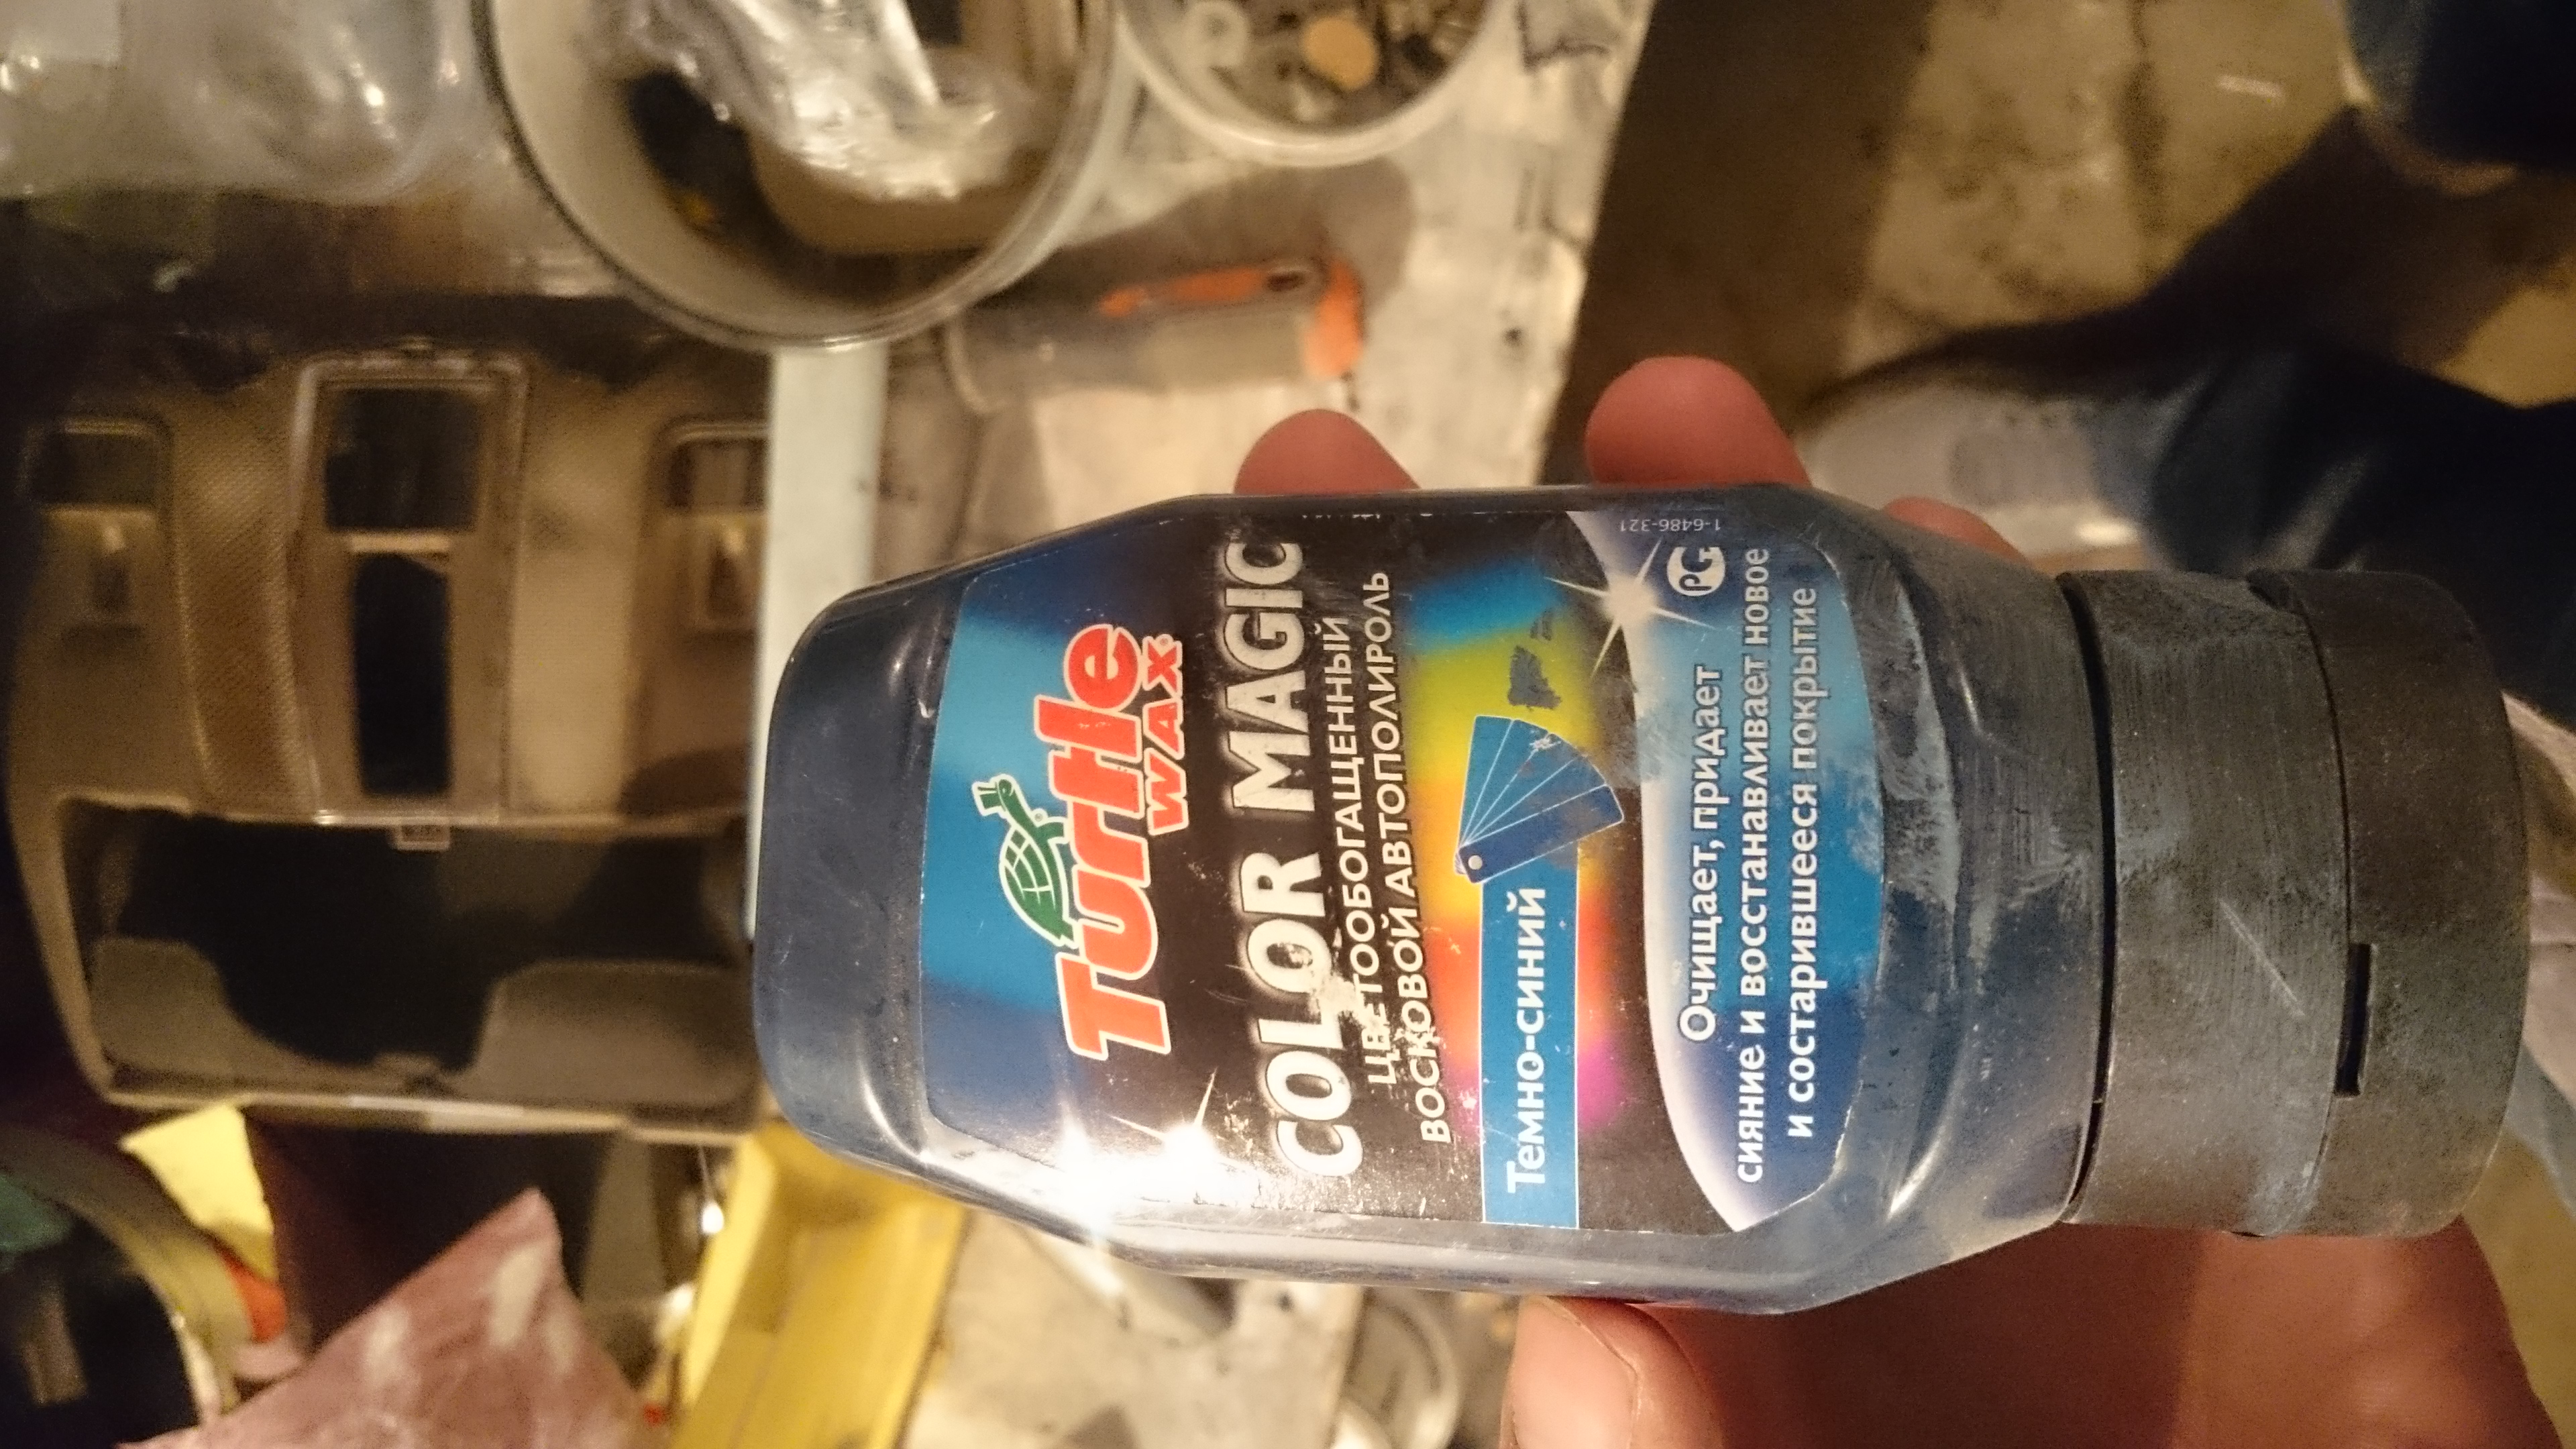 Turtle
WAX®
COLOR MAGIC
ЦВЕТООБОГАЩЕННЫЙ
ВОСКОВОЙ АВТОПОЛИРОЛЬ
Темно-синий
Очищает, придает
сияние и восстанавливает новое
и состарившееся покрытие
1-6486-321